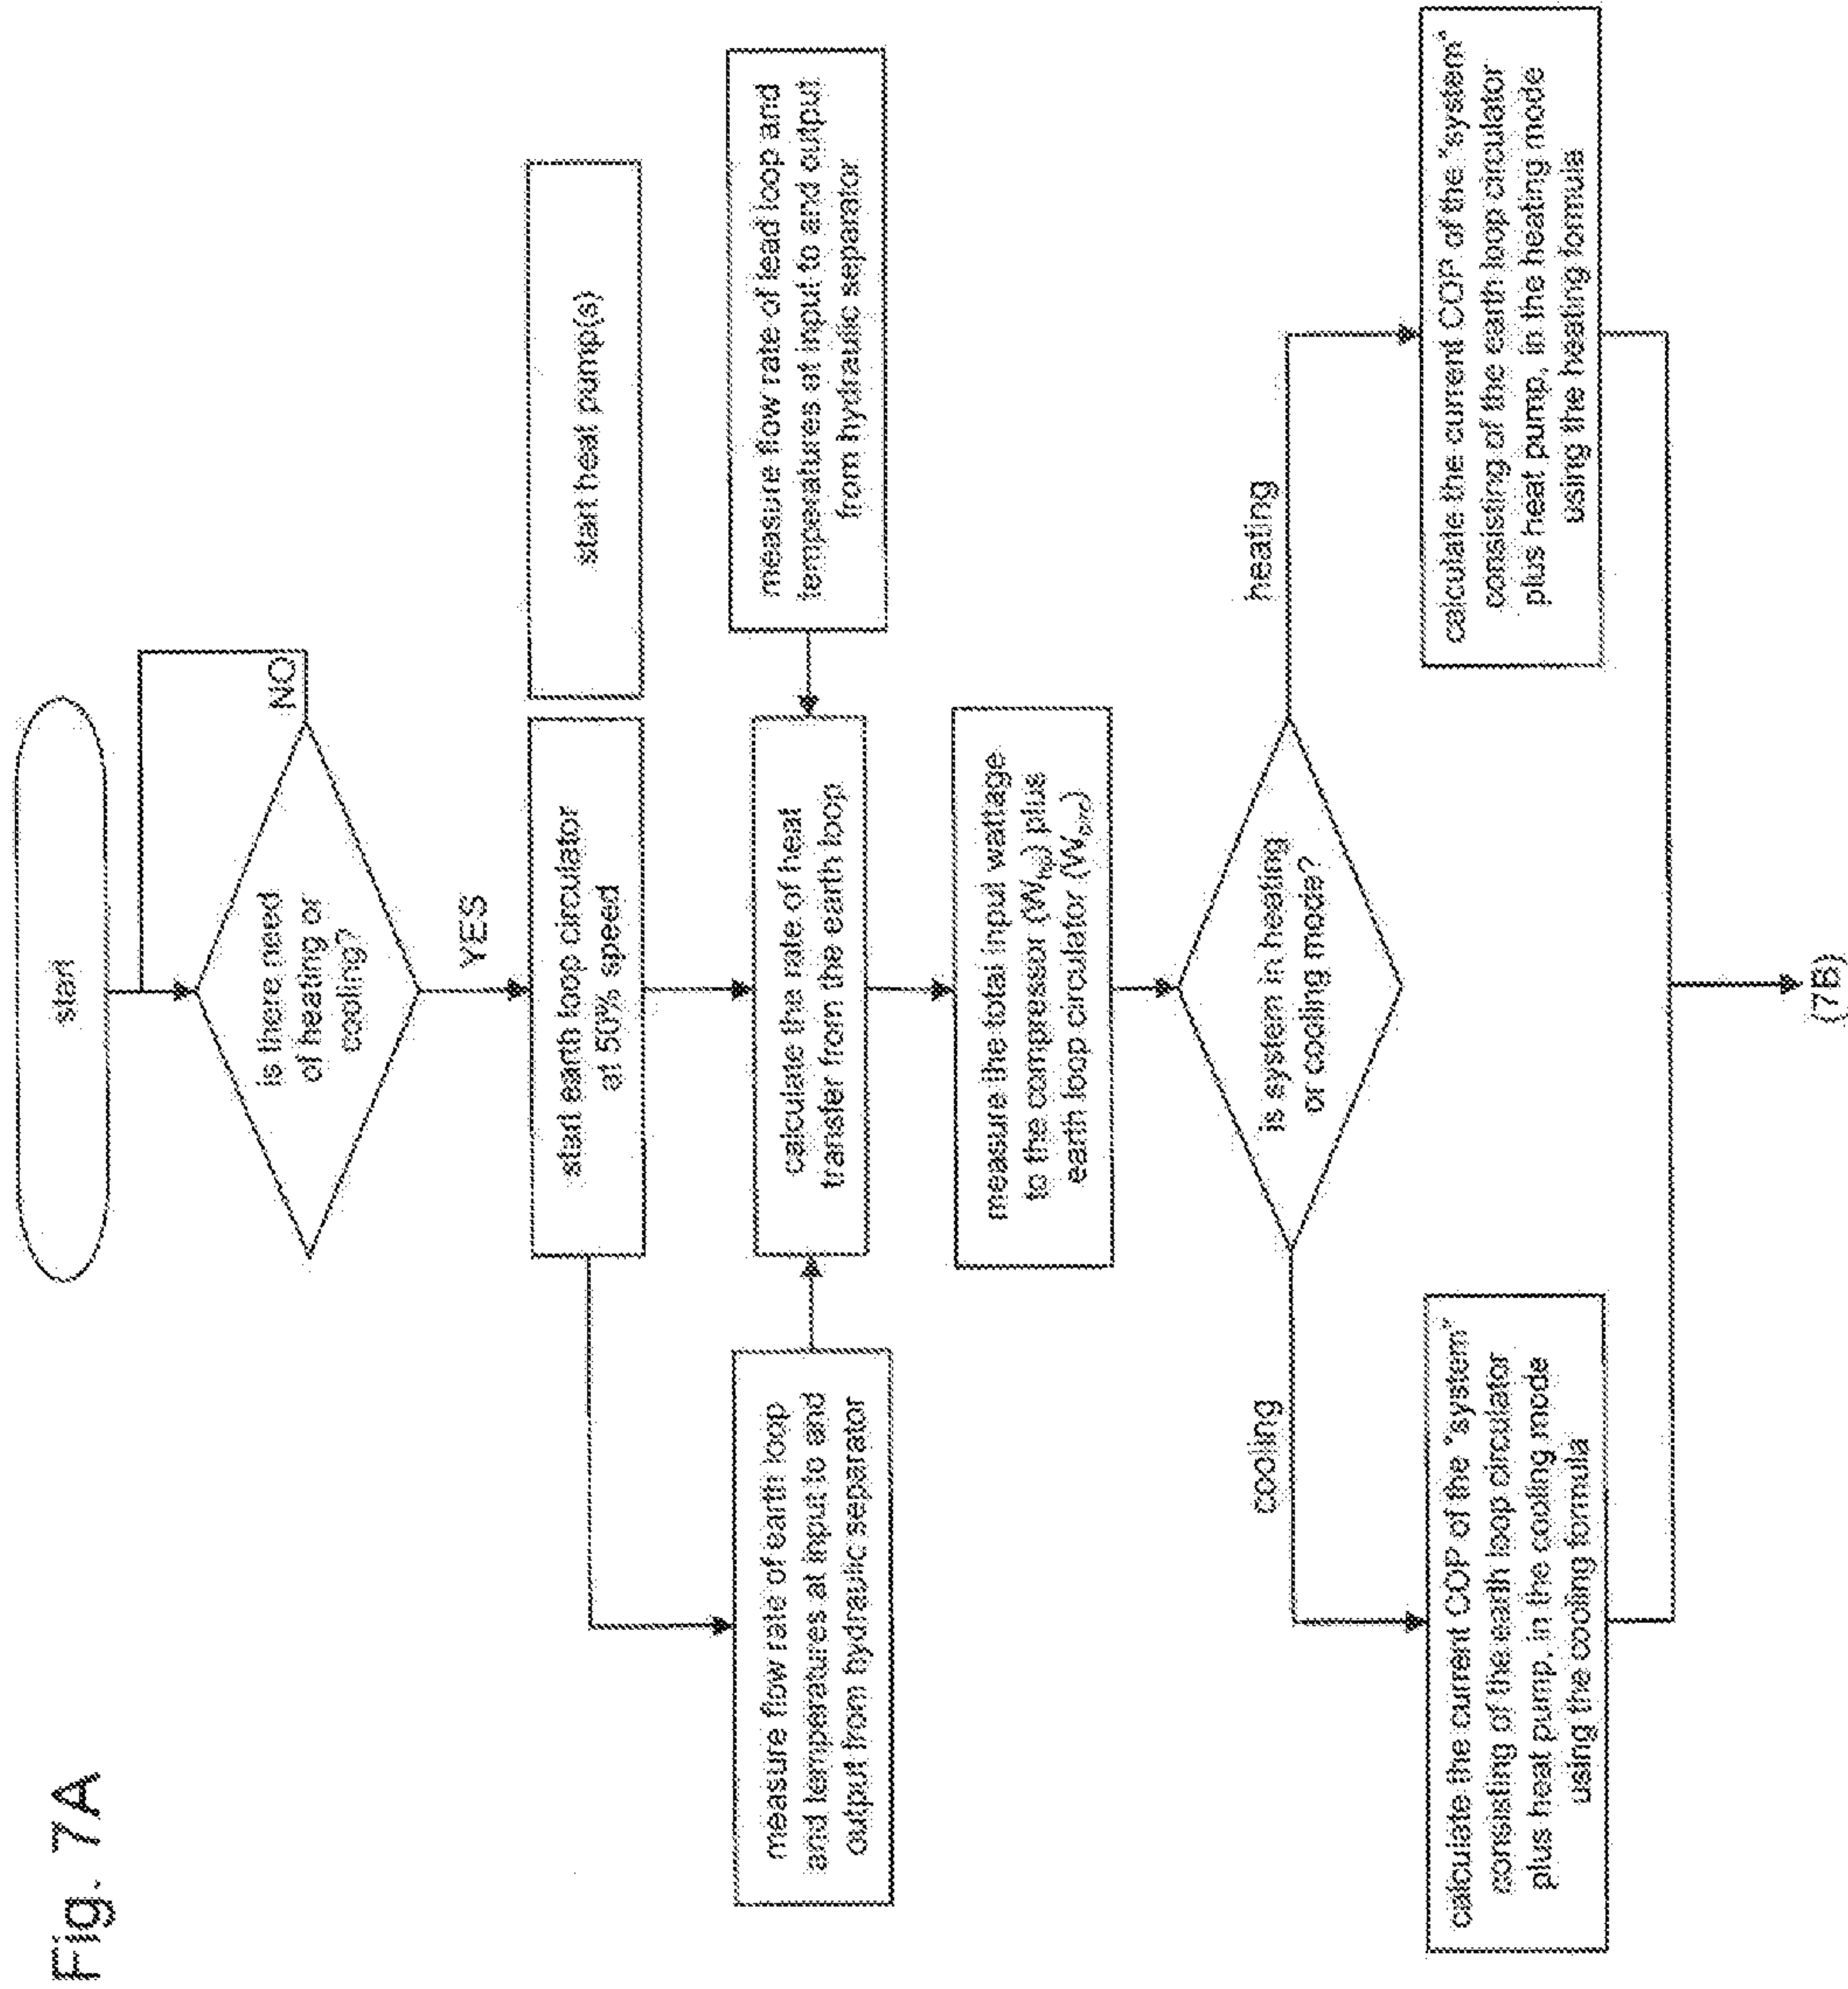 Fig. 7A
start
is there need
of heating or
cooling?
NO
YES
start earth loop circulator
at 50% speed
start heat pump(s)
measure flow rate of earth loop
and temperatures at input to and
output from hydraulic separator
calculate the rate of heat
transfer from the earth loop
measure flow rate of lead loop and
temperatures at input to and output
from hydraulic separator
measure the total input wattage
to the compressor (W_hp) plus
earth loop circulator (W_circ)
is system in heating
or cooling mode?
cooling
heating
calculate the current COP of the "system"
consisting of the earth loop circulator
plus heat pump, in the cooling mode
using the cooling formula
calculate the current COP of the "system"
consisting of the earth loop circulator
plus heat pump, in the heating mode
using the heating formula
(7B)